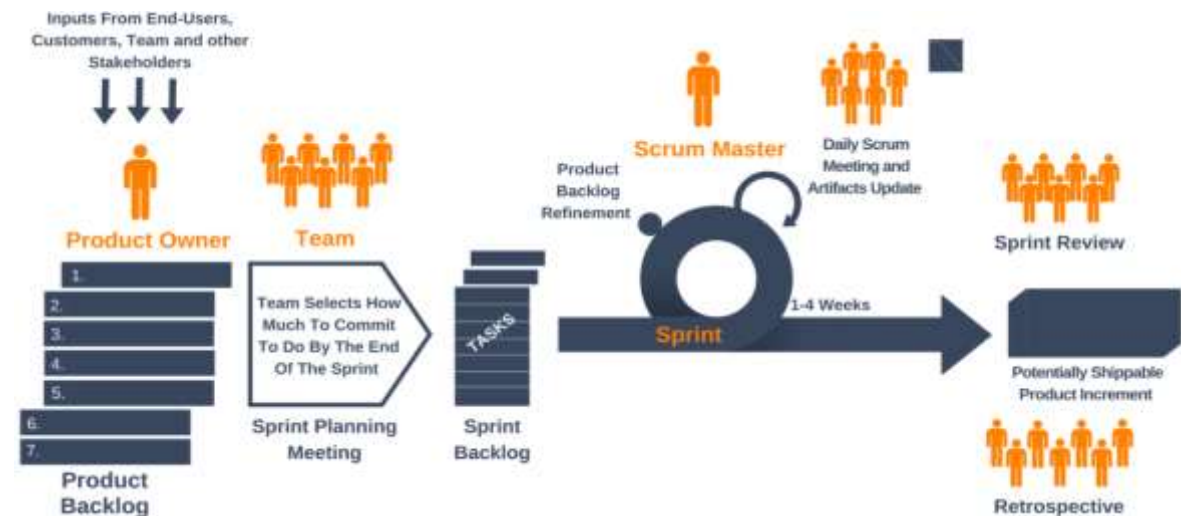 Inputs From End-Users,
Customers, Team and other
Stakeholders
Product Owner
1.
2.
3.
4.
5.
6.
7.
Product
Backlog
Team
Team Selects How
Much To Commit
To Do By The End
Of The Sprint
Sprint Planning
Meeting
TASKS
Sprint
Backlog
Scrum Master
Product
Backlog
Refinement
Daily Scrum
Meeting and
Artifacts Update
Sprint
1-4 Weeks
Sprint Review
Potentially Shippable
Product Increment
Retrospective